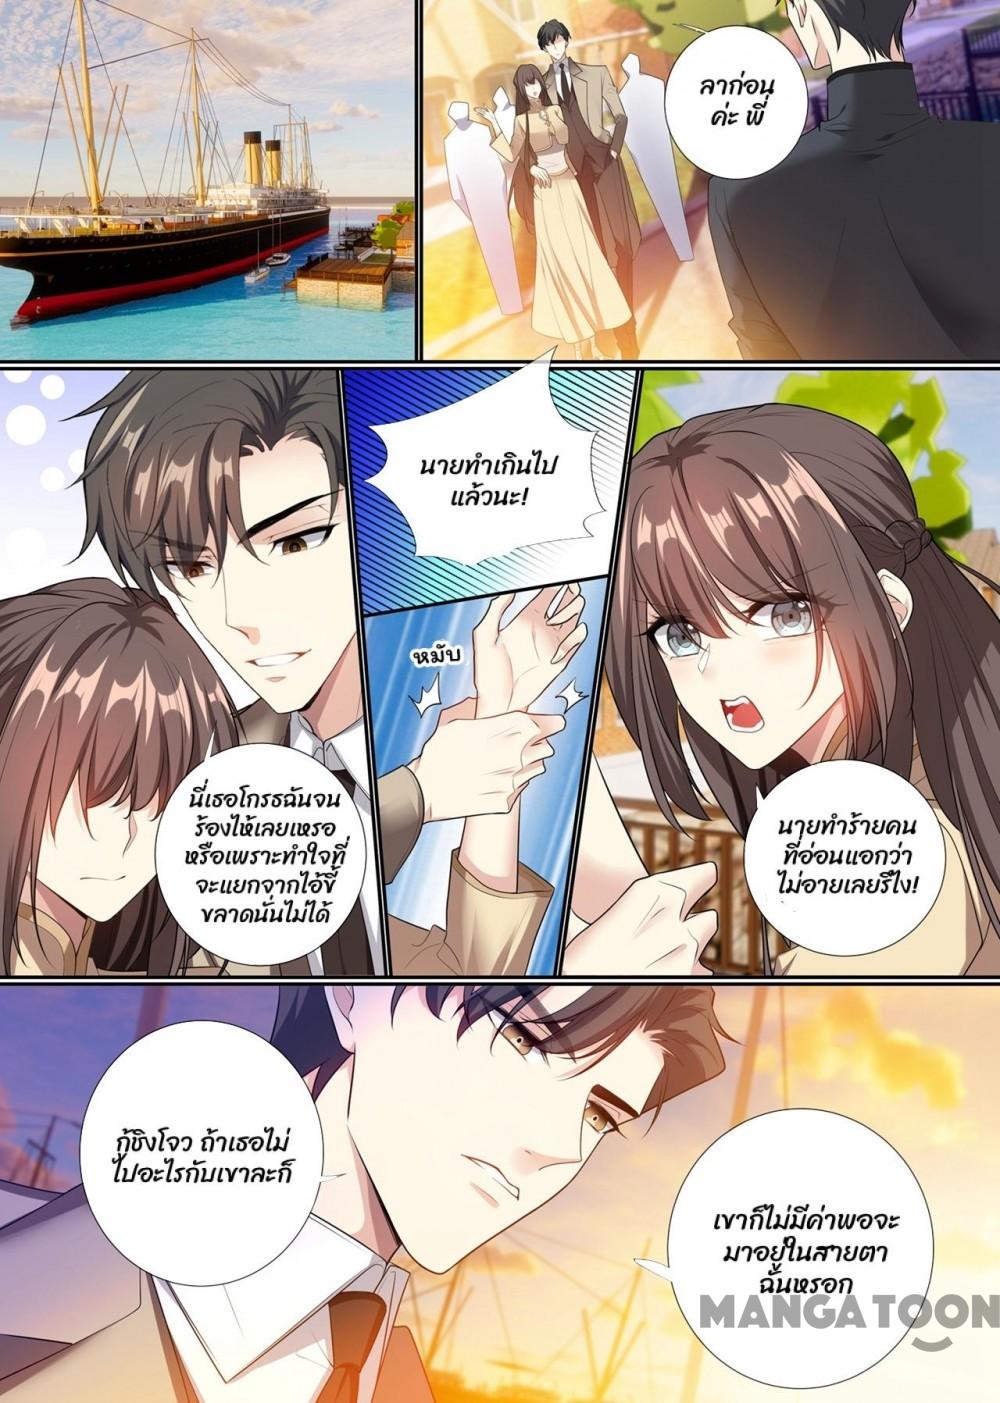 ลาก่อน
ค่ะ พี่
นายทำเกินไป
แล้วนะ!
หมับ
นี่เธอโกรธฉันจน
ร้องไห้เลยเหรอ
หรือเพราะทำใจที่
จะแยกจากไอ้ขี้
ขลาดนั่นไม่ได้
นายทำร้ายคน
ที่อ่อนแอกว่า
ไม่อายเลยรึไง!
กู้ชิงโจว ถ้าเธอไม่
ไปอะไรกับเขาละก็
เขาก็ไม่มีค่าพอจะ
มาอยู่ในสายตา
ฉันหรอก
MANGATOON